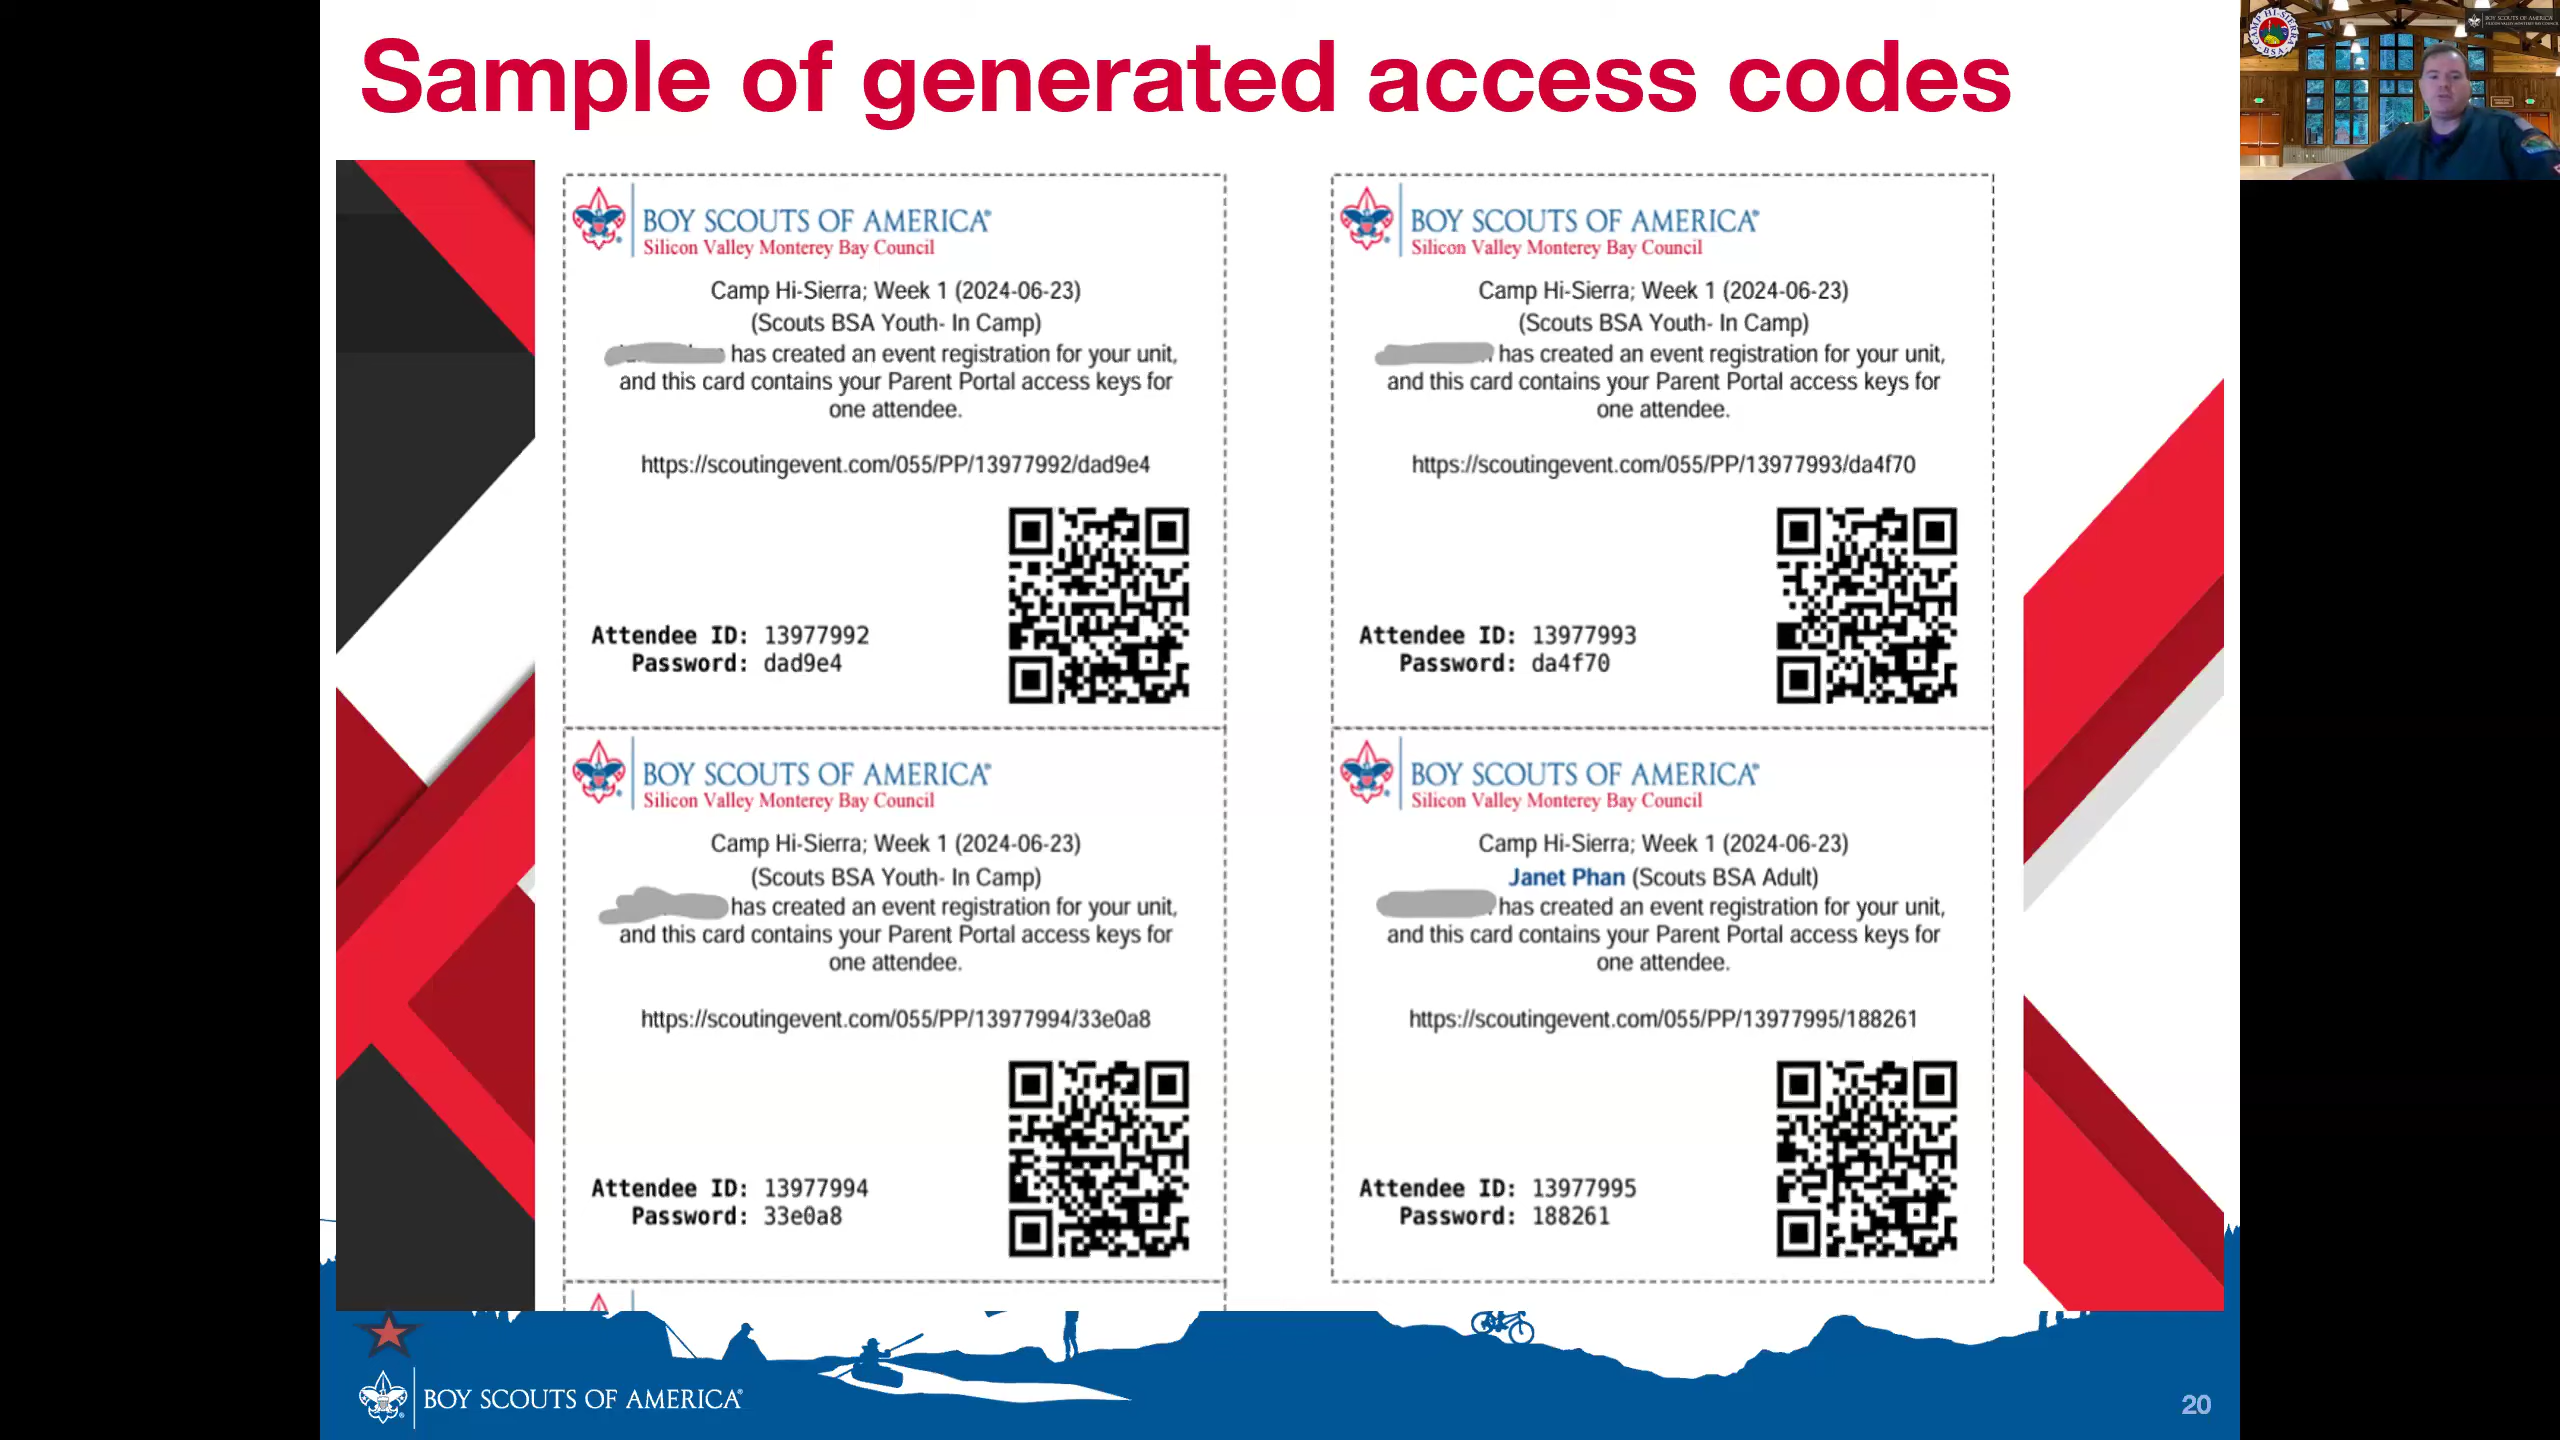 Sample of generated access codes
BOY SCOUTS OF AMERICA®
Silicon Valley Monterey Bay Council
Camp Hi-Sierra; Week 1 (2024-06-23)
(Scouts BSA Youth- In Camp)
has created an event registration for your unit,
and this card contains your Parent Portal access keys for
one attendee.
https://scoutingevent.com/055/PP/13977992/dad9e4
Attendee ID: 13977992
Password: dad9e4
BOY SCOUTS OF AMERICA®
Silicon Valley Monterey Bay Council
Camp Hi-Sierra; Week 1 (2024-06-23)
(Scouts BSA Youth- In Camp)
has created an event registration for your unit,
and this card contains your Parent Portal access keys for
one attendee.
https://scoutingevent.com/055/PP/13977993/da4f70
Attendee ID: 13977993
Password: da4f70
BOY SCOUTS OF AMERICA®
Silicon Valley Monterey Bay Council
Camp Hi-Sierra; Week 1 (2024-06-23)
(Scouts BSA Youth- In Camp)
has created an event registration for your unit,
and this card contains your Parent Portal access keys for
one attendee.
https://scoutingevent.com/055/PP/13977994/33e0a8
Attendee ID: 13977994
Password: 33e0a8
BOY SCOUTS OF AMERICA®
Silicon Valley Monterey Bay Council
Camp Hi-Sierra; Week 1 (2024-06-23)
Janet Phan (Scouts BSA Adult)
has created an event registration for your unit,
and this card contains your Parent Portal access keys for
one attendee.
https://scoutingevent.com/055/PP/13977995/188261
Attendee ID: 13977995
Password: 188261
BOY SCOUTS OF AMERICA®
20
CAMP HI-SIERRA
BSA
BOY SCOUTS OF AMERICA